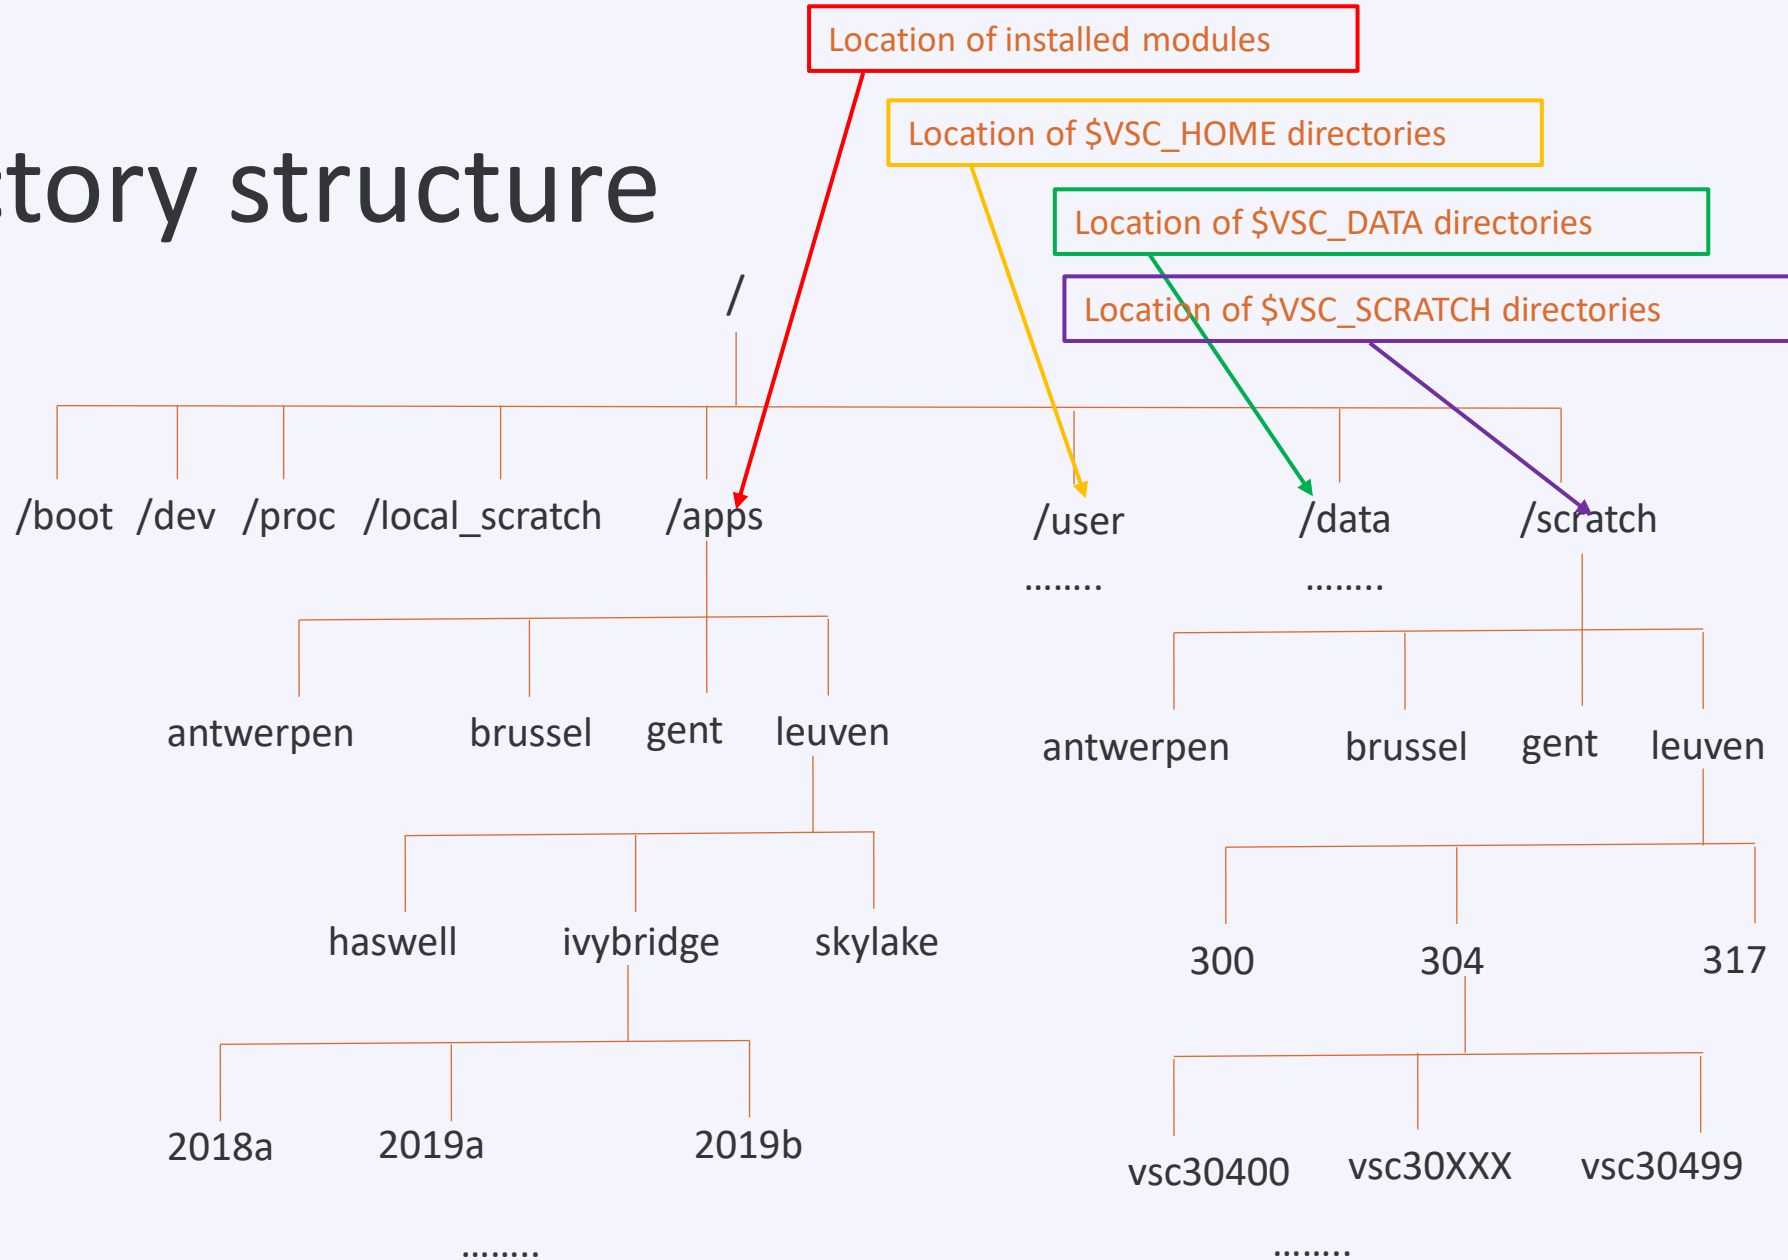 Location of installed modules
Location of $VSC_HOME directories
ctory structure
Location of $VSC_DATA directories
Location of $VSC_SCRATCH directories
/
/boot /dev /proc /local_scratch /apps /user /data /scratch
........ ........
antwerpen brussel gent leuven antwerpen brussel gent leuven
haswell ivybridge skylake 300 304 317
2018a 2019a 2019b vsc30400 vsc30XXX vsc30499
........ ........